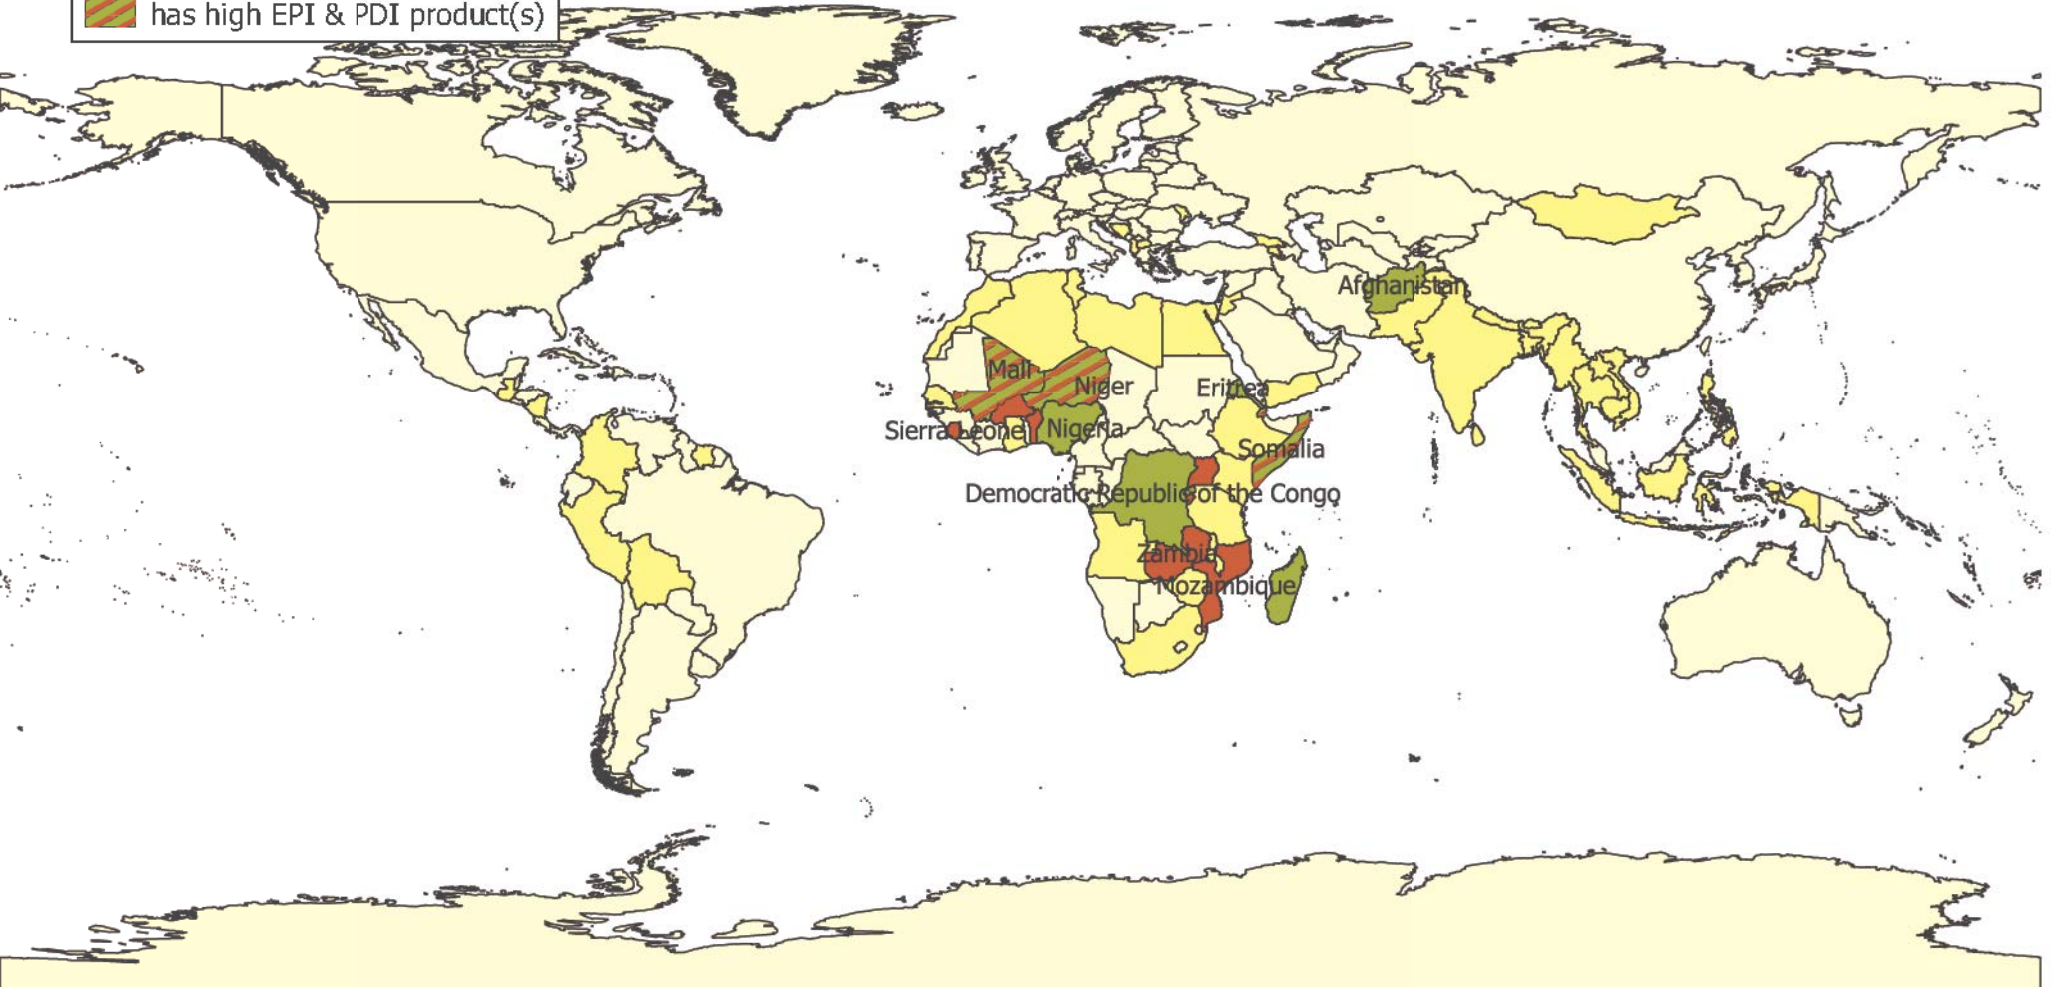 has high EPI & PDI product(s)
Afghanistan
Mali
Niger
Eritrea
Sierra Leone
Nigeria
Somalia
Democratic Republic of the Congo
Zambia
Mozambique